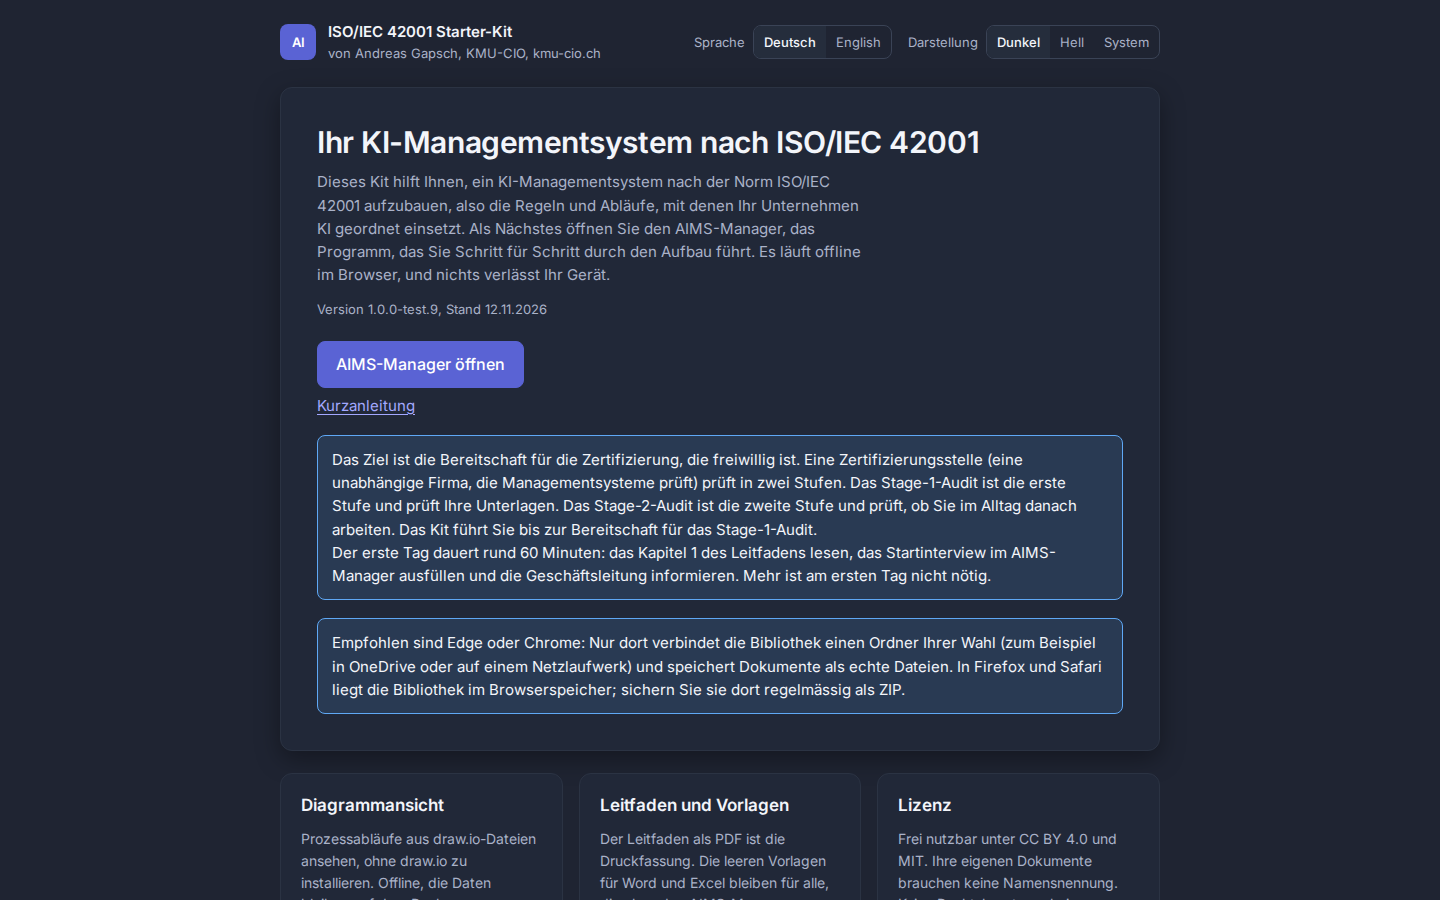 AI
ISO/IEC 42001 Starter-Kit
von Andreas Gapsch, KMU-CIO, kmu-cio.ch
Sprache Deutsch English Darstellung Dunkel Hell System
Ihr KI-Managementsystem nach ISO/IEC 42001
Dieses Kit hilft Ihnen, ein KI-Managementsystem nach der Norm ISO/IEC
42001 aufzubauen, also die Regeln und Abläufe, mit denen Ihr Unternehmen
KI geordnet einsetzt. Als Nächstes öffnen Sie den AIMS-Manager, das
Programm, das Sie Schritt für Schritt durch den Aufbau führt. Es läuft offline
im Browser, und nichts verlässt Ihr Gerät.
Version 1.0.0-test.9, Stand 12.11.2026
AIMS-Manager öffnen
Kurzanleitung
Das Ziel ist die Bereitschaft für die Zertifizierung, die freiwillig ist. Eine Zertifizierungsstelle (eine
unabhängige Firma, die Managementsysteme prüft) prüft in zwei Stufen. Das Stage-1-Audit ist die erste
Stufe und prüft Ihre Unterlagen. Das Stage-2-Audit ist die zweite Stufe und prüft, ob Sie im Alltag danach
arbeiten. Das Kit führt Sie bis zur Bereitschaft für das Stage-1-Audit.
Der erste Tag dauert rund 60 Minuten: das Kapitel 1 des Leitfadens lesen, das Startinterview im AIMS-
Manager ausfüllen und die Geschäftsleitung informieren. Mehr ist am ersten Tag nicht nötig.
Empfohlen sind Edge oder Chrome: Nur dort verbindet die Bibliothek einen Ordner Ihrer Wahl (zum Beispiel
in OneDrive oder auf einem Netzlaufwerk) und speichert Dokumente als echte Dateien. In Firefox und Safari
liegt die Bibliothek im Browserspeicher; sichern Sie sie dort regelmässig als ZIP.
Diagrammansicht
Prozessabläufe aus draw.io-Dateien
ansehen, ohne draw.io zu
installieren. Offline, die Daten
Leitfaden und Vorlagen
Der Leitfaden als PDF ist die
Druckfassung. Die leeren Vorlagen
für Word und Excel bleiben für alle,
Lizenz
Frei nutzbar unter CC BY 4.0 und
MIT. Ihre eigenen Dokumente
brauchen keine Namensnennung.